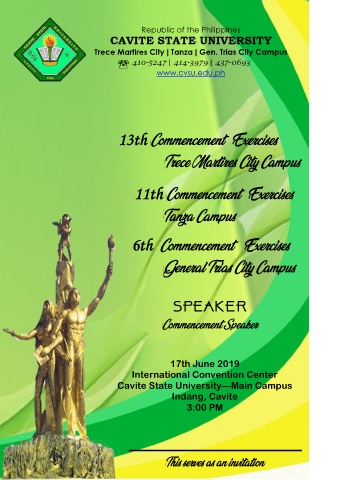 Republic of the Philippines
CAVITE STATE UNIVERSITY
Trece Martires City | Tanza | Gen. Trias City Campus
☏ 410-5247 | 414-3979 | 437-0693
www.cvsu.edu.ph
13th Commencement Exercises
Trece Martires City Campus
11th Commencement Exercises
Tanza Campus
6th Commencement Exercises
General Trias City Campus
SPEAKER
Commencement Speaker
17th June 2019
International Convention Center
Cavite State University—Main Campus
Indang, Cavite
3:00 PM
This serves as an invitation